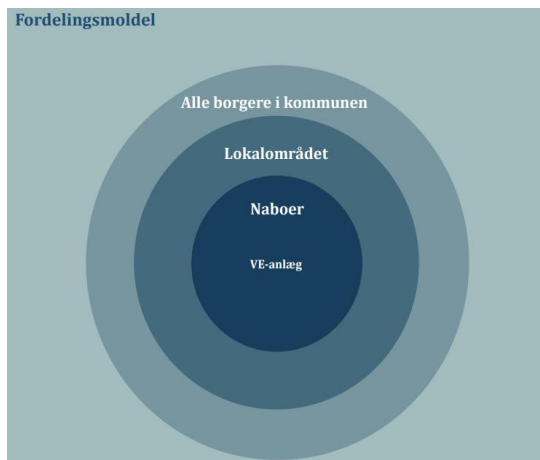 Fordelingsmoldel
Alle borgere i kommunen
Lokalområdet
Naboer
VE-anlæg